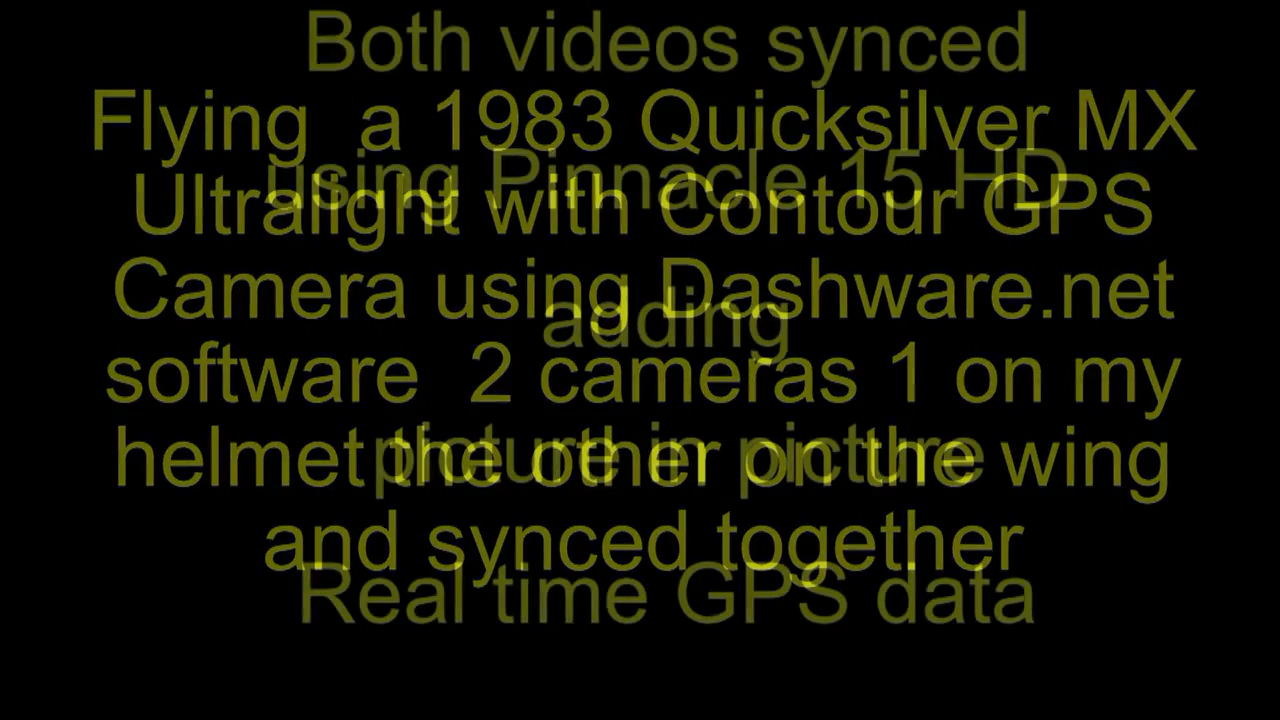 Both videos synced
Flying a 1983 Quicksilver MX
using Pinnacle 15 HD
Ultralight with Contour GPS
Camera using Dashware.net
adding
software 2 cameras 1 on my
helmet the other on the wing
picture in picture
and synced together
Real time GPS data